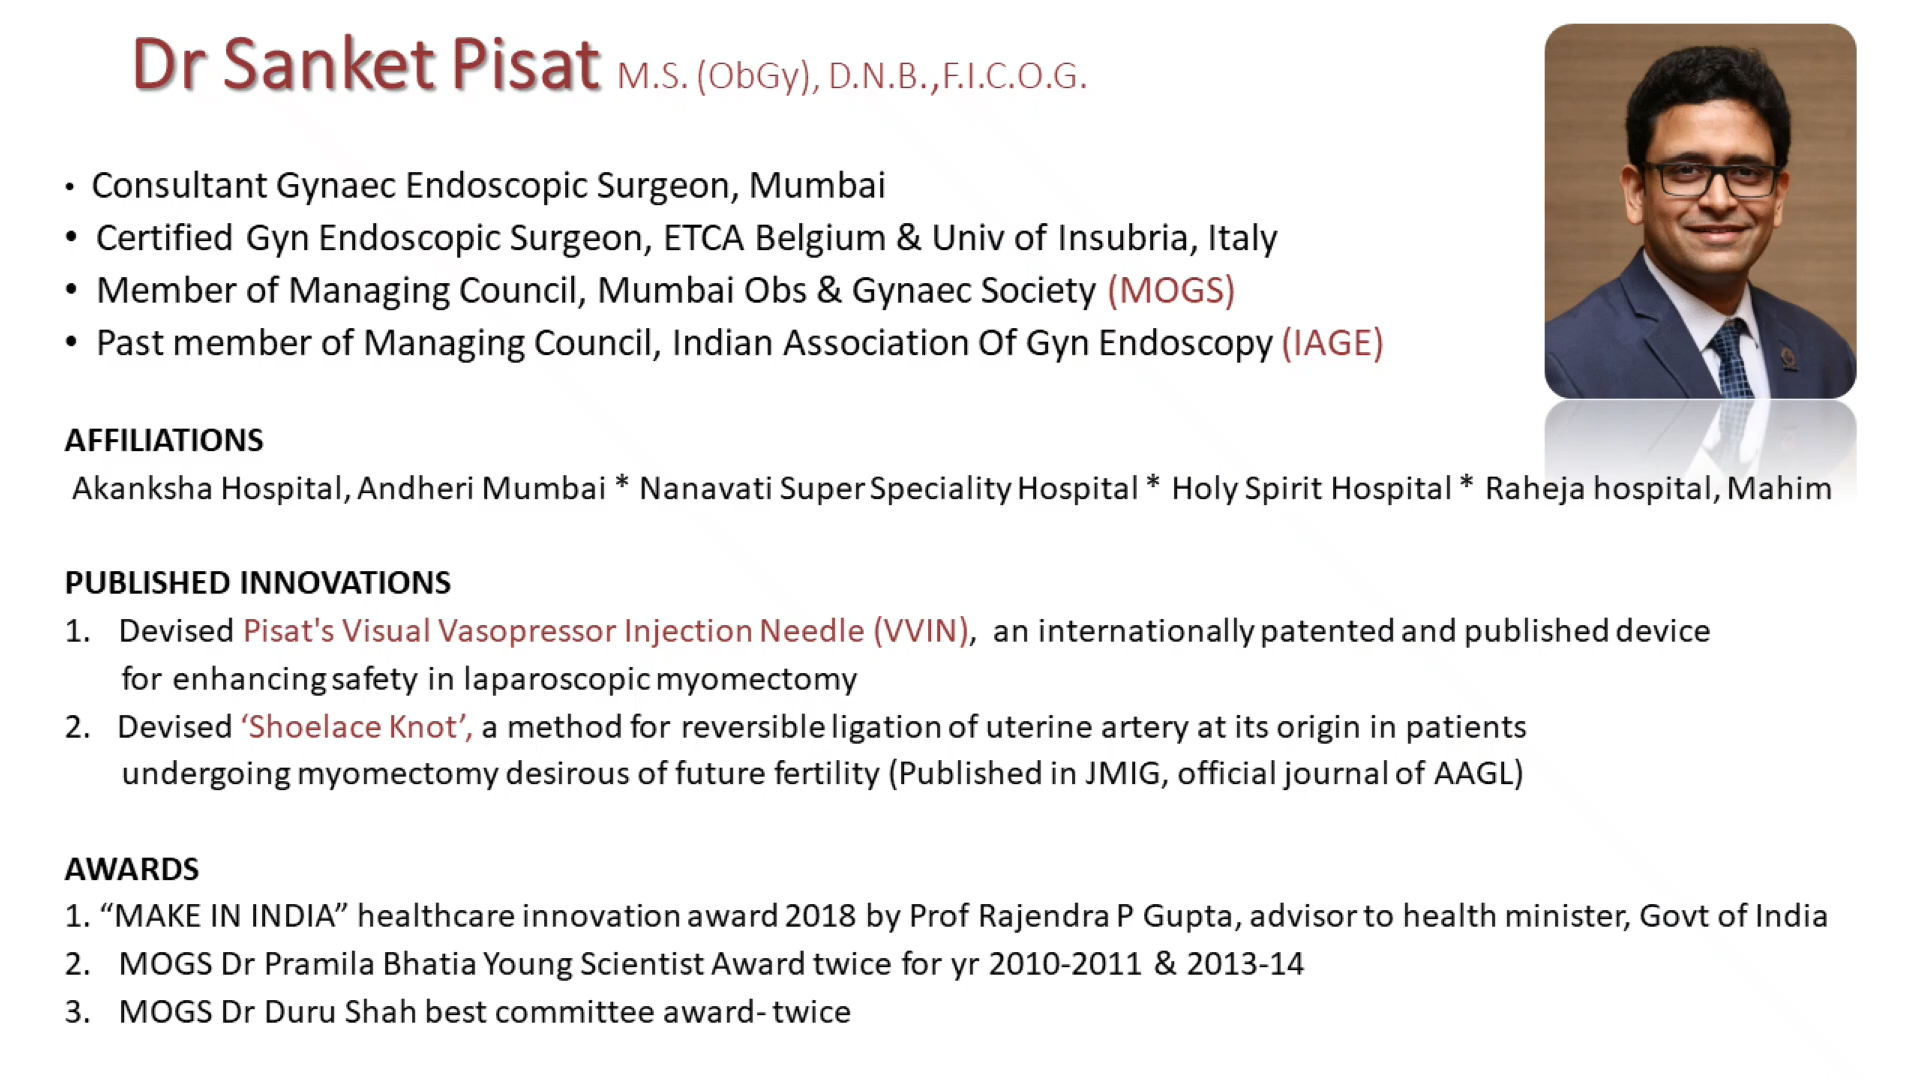 Dr Sanket Pisat M.S. (ObGy), D.N.B.,F.I.C.O.G.
• Consultant Gynaec Endoscopic Surgeon, Mumbai
• Certified Gyn Endoscopic Surgeon, ETCA Belgium & Univ of Insubria, Italy
• Member of Managing Council, Mumbai Obs & Gynaec Society (MOGS)
• Past member of Managing Council, Indian Association Of Gyn Endoscopy (IAGE)
AFFILIATIONS
Akanksha Hospital, Andheri Mumbai * Nanavati Super Speciality Hospital * Holy Spirit Hospital * Raheja hospital, Mahim
PUBLISHED INNOVATIONS
1. Devised Pisat's Visual Vasopressor Injection Needle (VVIN), an internationally patented and published device
for enhancing safety in laparoscopic myomectomy
2. Devised ‘Shoelace Knot’, a method for reversible ligation of uterine artery at its origin in patients
undergoing myomectomy desirous of future fertility (Published in JMIG, official journal of AAGL)
AWARDS
1. “MAKE IN INDIA” healthcare innovation award 2018 by Prof Rajendra P Gupta, advisor to health minister, Govt of India
2. MOGS Dr Pramila Bhatia Young Scientist Award twice for yr 2010-2011 & 2013-14
3. MOGS Dr Duru Shah best committee award- twice